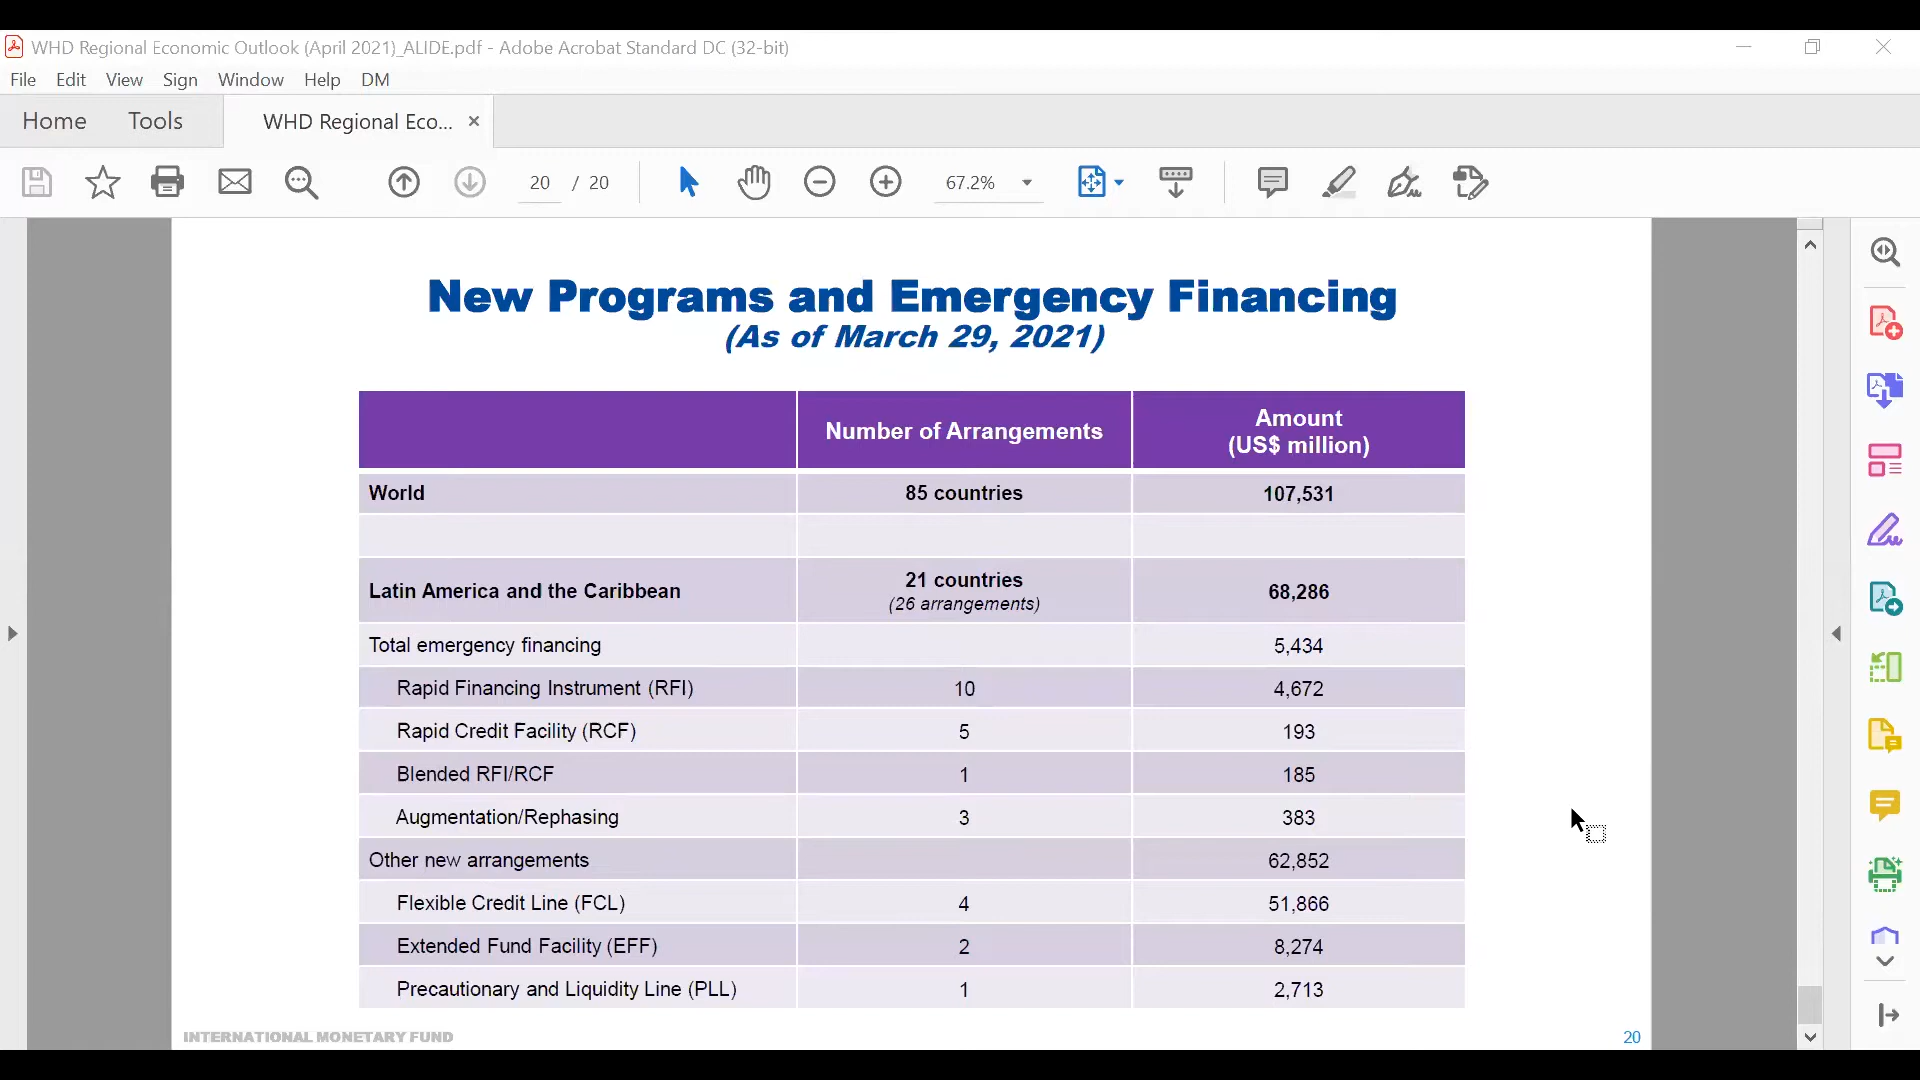 WHD Regional Economic Outlook (April 2021)_ALIDE.pdf - Adobe Acrobat Standard DC (32-bit)
File Edit View Sign Window Help DM
Home Tools WHD Regional Eco... ×
20 / 20 67.2%
New Programs and Emergency Financing
(As of March 29, 2021)
Number of Arrangements Amount
(US$ million)
World 85 countries 107,531
Latin America and the Caribbean 21 countries 68,286
(26 arrangements)
Total emergency financing 5,434
Rapid Financing Instrument (RFI) 10 4,672
Rapid Credit Facility (RCF) 5 193
Blended RFI/RCF 1 185
Augmentation/Rephasing 3 383
Other new arrangements 62,852
Flexible Credit Line (FCL) 4 51,866
Extended Fund Facility (EFF) 2 8,274
Precautionary and Liquidity Line (PLL) 1 2,713
INTERNATIONAL MONETARY FUND 20